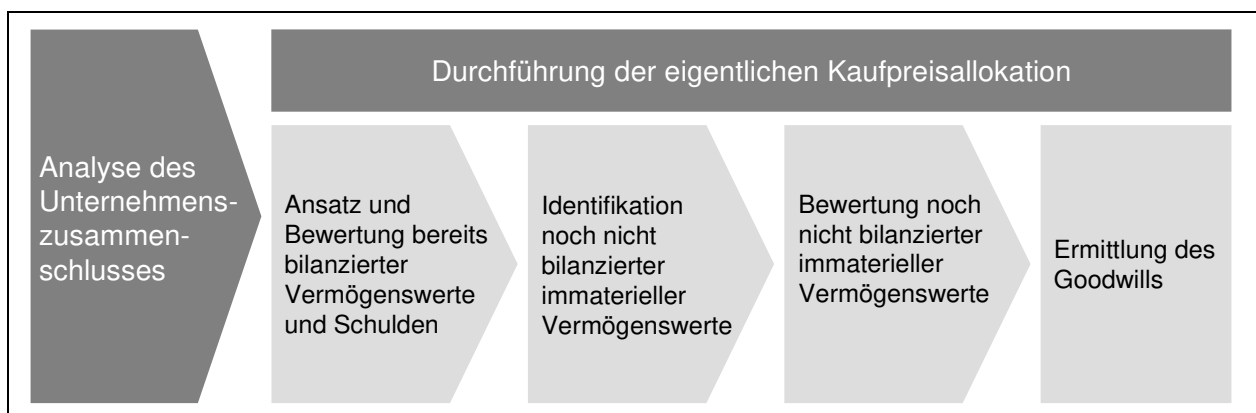 Analyse des
Unternehmens-
zusammen-
schlusses
Durchführung der eigentlichen Kaufpreisallokation
Ansatz und
Bewertung bereits
bilanzierter
Vermögenswerte
und Schulden
Identifikation
noch nicht
bilanzierter
immaterieller
Vermögenswerte
Bewertung noch
nicht bilanzierter
immaterieller
Vermögenswerte
Ermittlung des
Goodwills